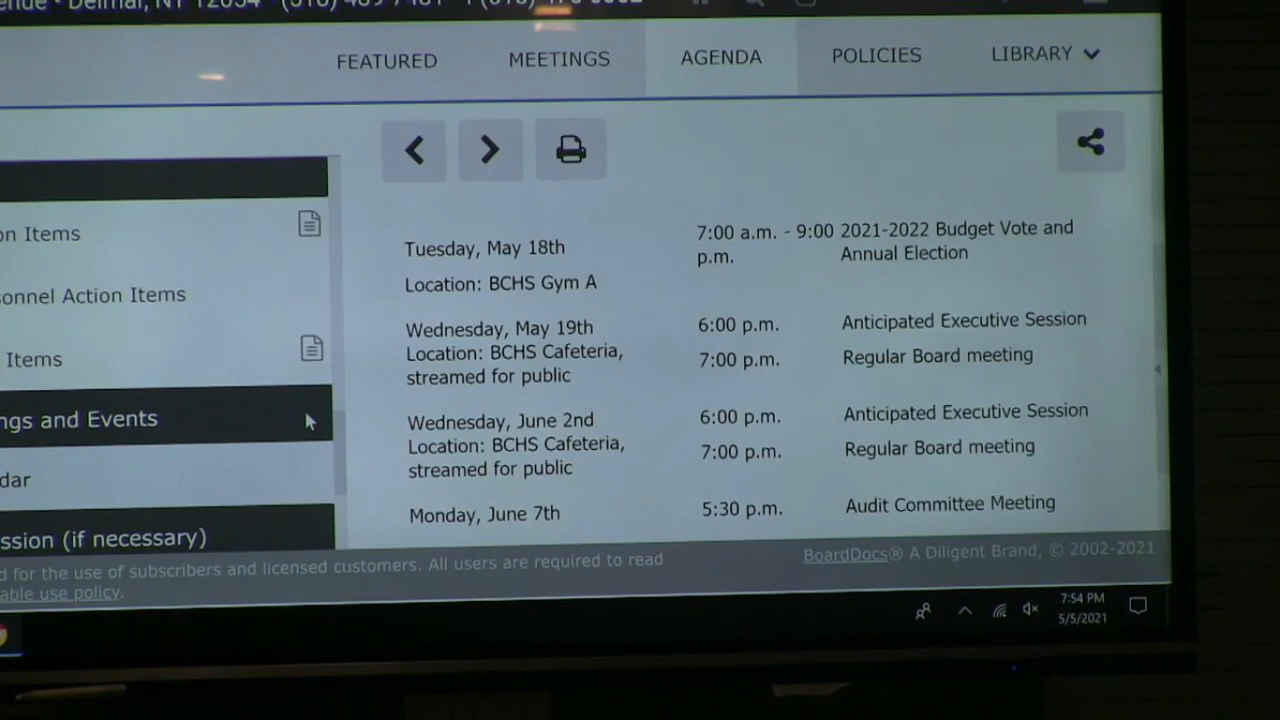 Delmar, NY 12054
FEATURED
MEETINGS
AGENDA
POLICIES
LIBRARY
on Items
sonnel Action Items
Items
ngs and Events
dar
ssion (if necessary)
Tuesday, May 18th
Location: BCHS Gym A
7:00 a.m. - 9:00
p.m.
2021-2022 Budget Vote and
Annual Election
Wednesday, May 19th
Location: BCHS Cafeteria,
streamed for public
6:00 p.m.
Anticipated Executive Session
7:00 p.m.
Regular Board meeting
Wednesday, June 2nd
Location: BCHS Cafeteria,
streamed for public
6:00 p.m.
Anticipated Executive Session
7:00 p.m.
Regular Board meeting
Monday, June 7th
5:30 p.m.
Audit Committee Meeting
d for the use of subscribers and licensed customers. All users are required to read
able use policy.
BoardDocs® A Diligent Brand, © 2002-2021
7:54 PM
5/5/2021